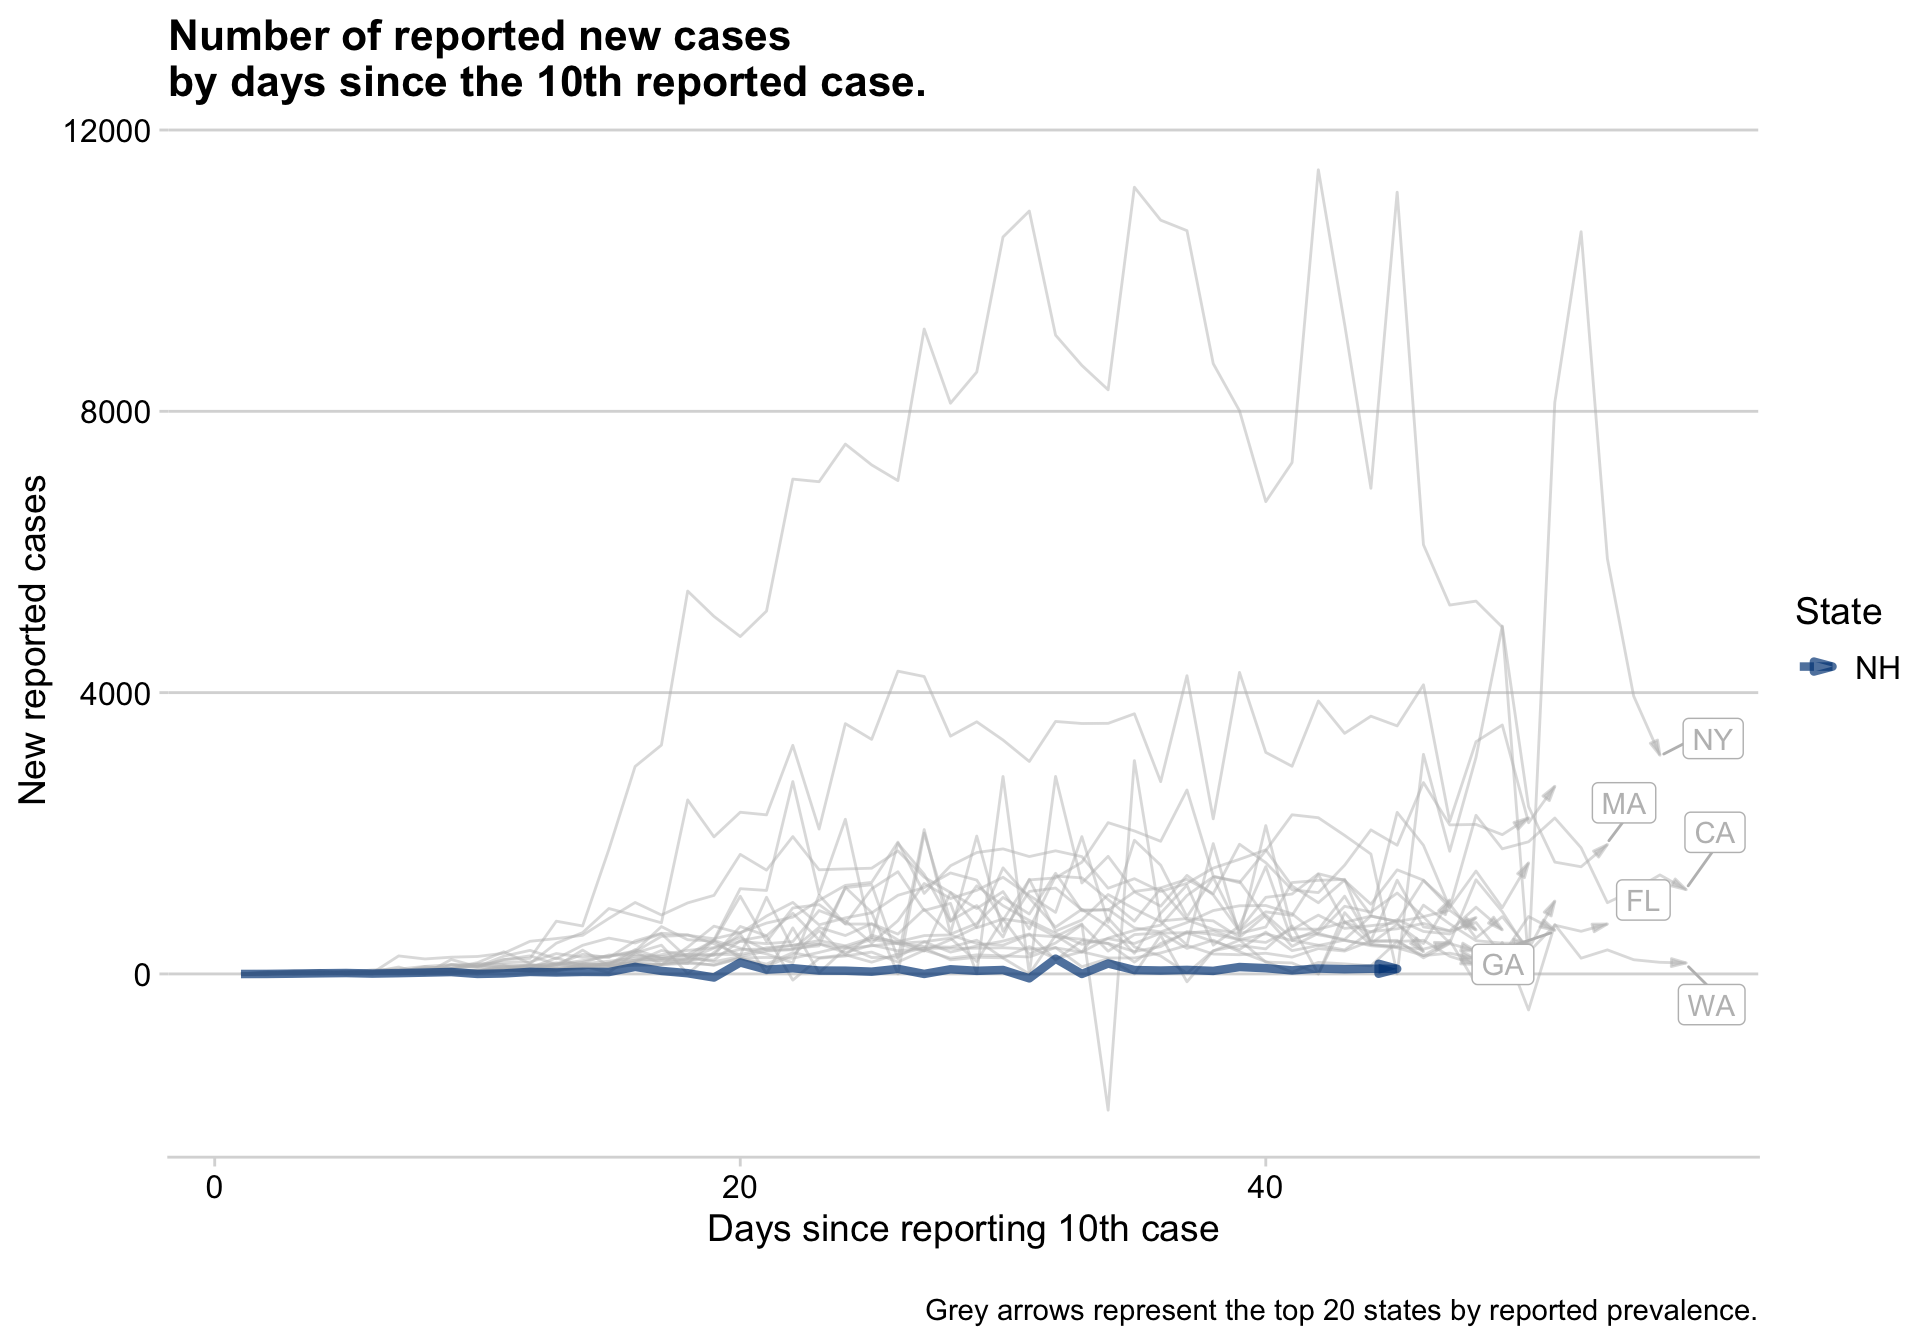 Number of reported new cases
by days since the 10th reported case.
12000
8000
4000
0
New reported cases
NY
MA
CA
FL
GA
WA
State
NH
0
20
40
Days since reporting 10th case
Grey arrows represent the top 20 states by reported prevalence.